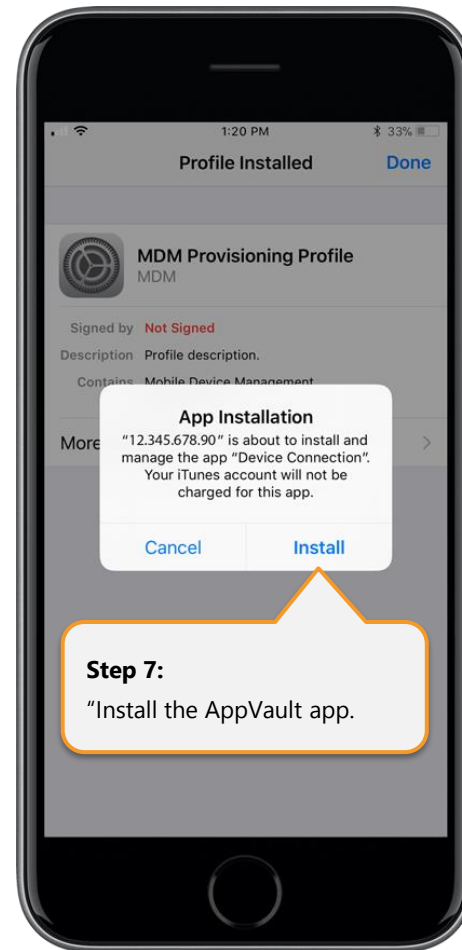 1:20 PM
33%
Profile Installed
Done
MDM Provisioning Profile
MDM
Signed by Not Signed
Description Profile description.
Contains Mobile Device Management
More
App Installation
"12.345.678.90" is about to install and
manage the app "Device Connection".
Your iTunes account will not be
charged for this app.
Cancel
Install
Step 7:
“Install the AppVault app.